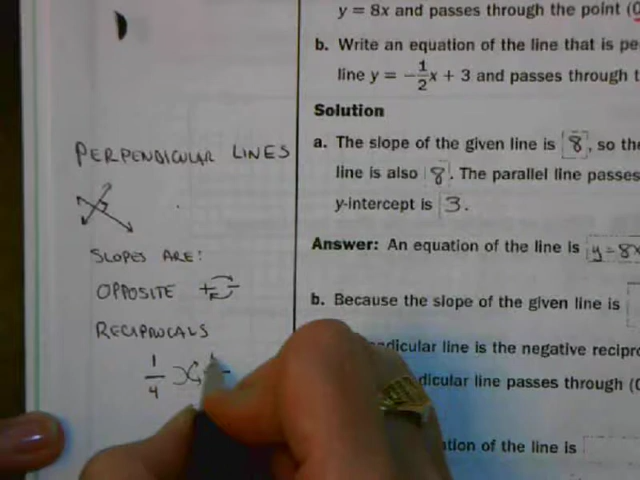 y = 8x and passes through the point (0
b. Write an equation of the line that is pe
line y = -1/2x + 3 and passes through t
Solution
a. The slope of the given line is 8, so the
line is also 8. The parallel line passes
y-intercept is 3.
Answer: An equation of the line is y=8x
b. Because the slope of the given line is
dicular line is the negative recipro
dicular line passes through (0
tion of the line is
PERPENDICULAR LINES
SLOPES ARE:
OPPOSITE + -
RECIPROCALS
1/4